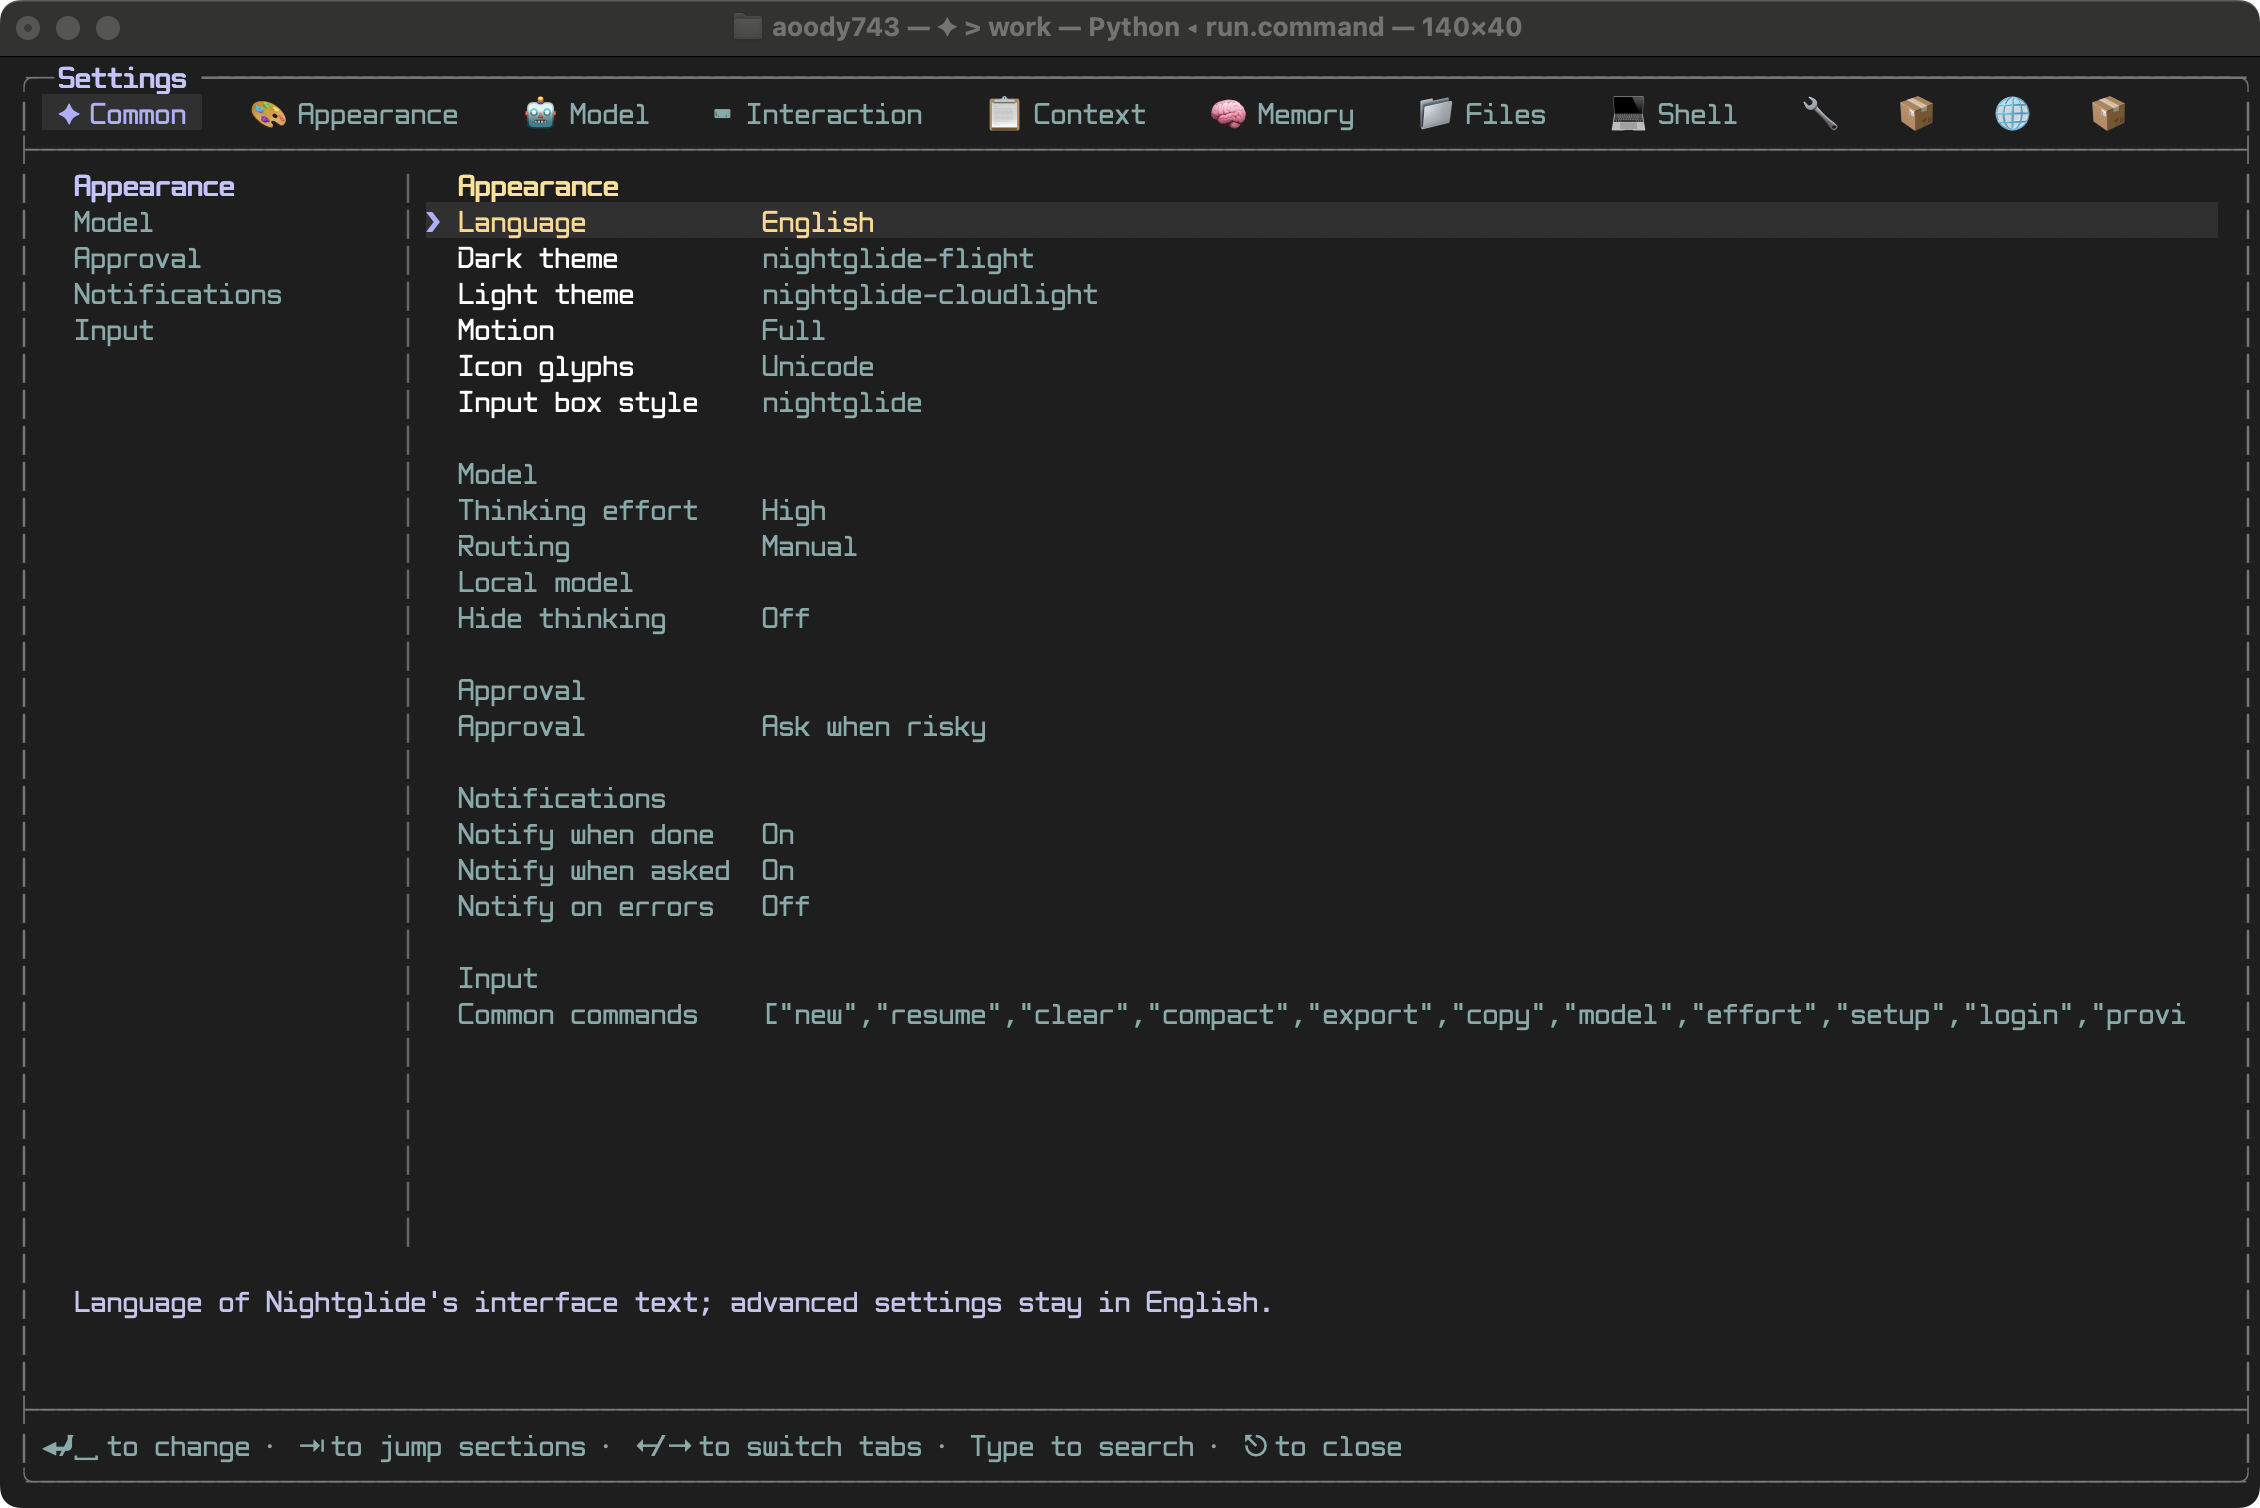 aoody743 — ✦ > work — Python ◂ run.command — 140×40
Settings
✦ Common 🎨 Appearance 🤖 Model ⌨ Interaction 📋 Context 🧠 Memory 📁 Files 💻 Shell 🔧 📦 🌐 📦
Appearance
Model
Approval
Notifications
Input
Appearance
❯ Language English
Dark theme nightglide-flight
Light theme nightglide-cloudlight
Motion Full
Icon glyphs Unicode
Input box style nightglide
Model
Thinking effort High
Routing Manual
Local model
Hide thinking Off
Approval
Approval Ask when risky
Notifications
Notify when done On
Notify when asked On
Notify on errors Off
Input
Common commands ["new","resume","clear","compact","export","copy","model","effort","setup","login","provi
Language of Nightglide's interface text; advanced settings stay in English.
⏎/␣ to change · ⇥ to jump sections · ←/→ to switch tabs · Type to search · ⎋ to close